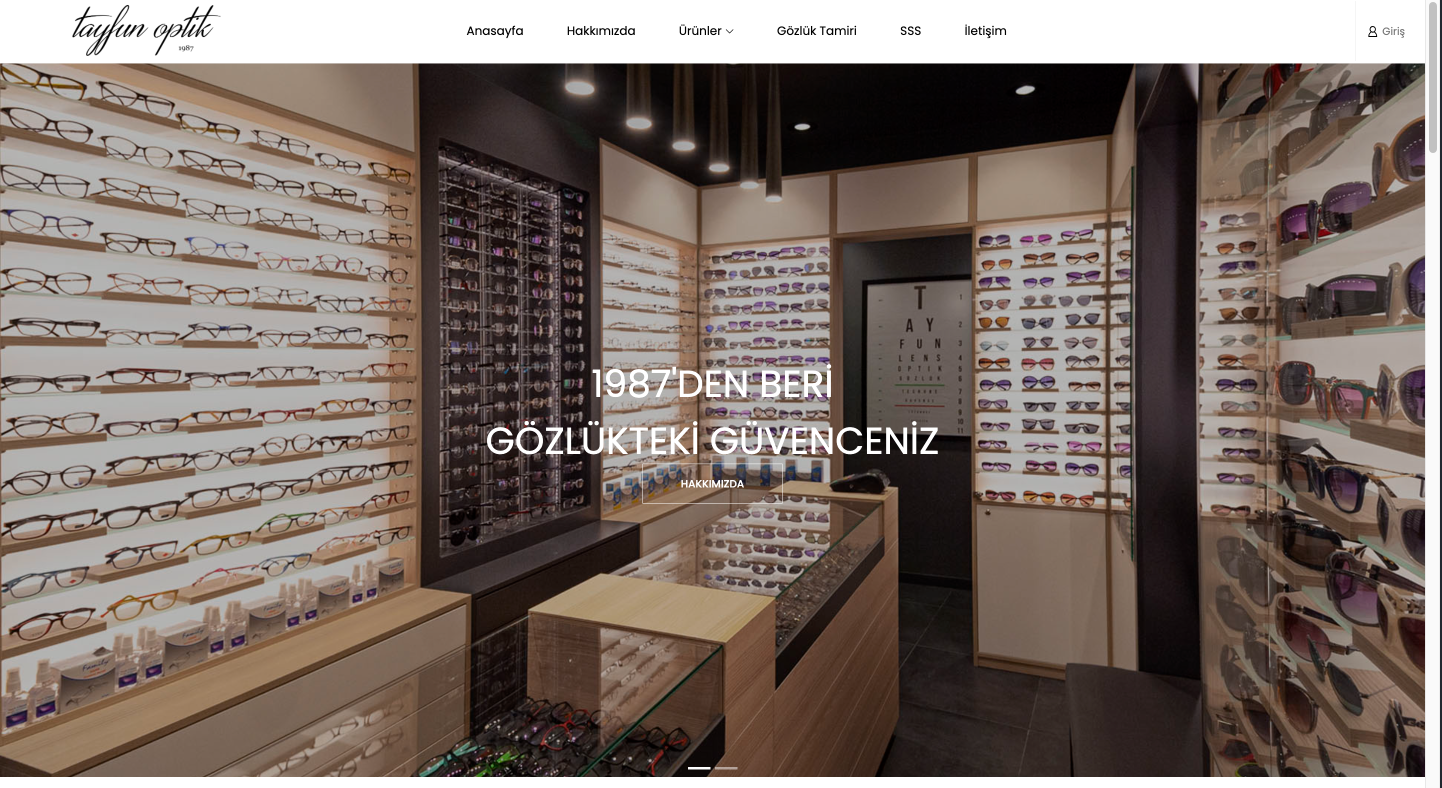 tayfun optik
1987
Anasayfa
Hakkımızda
Ürünler
Gözlük Tamiri
SSS
İletişim
Giriş
T
AY
FUN
LENS
OPTIK
1987'DEN BERİ
GÖZLÜKTEKİ GÜVENCENİZ
HAKKIMIZDA